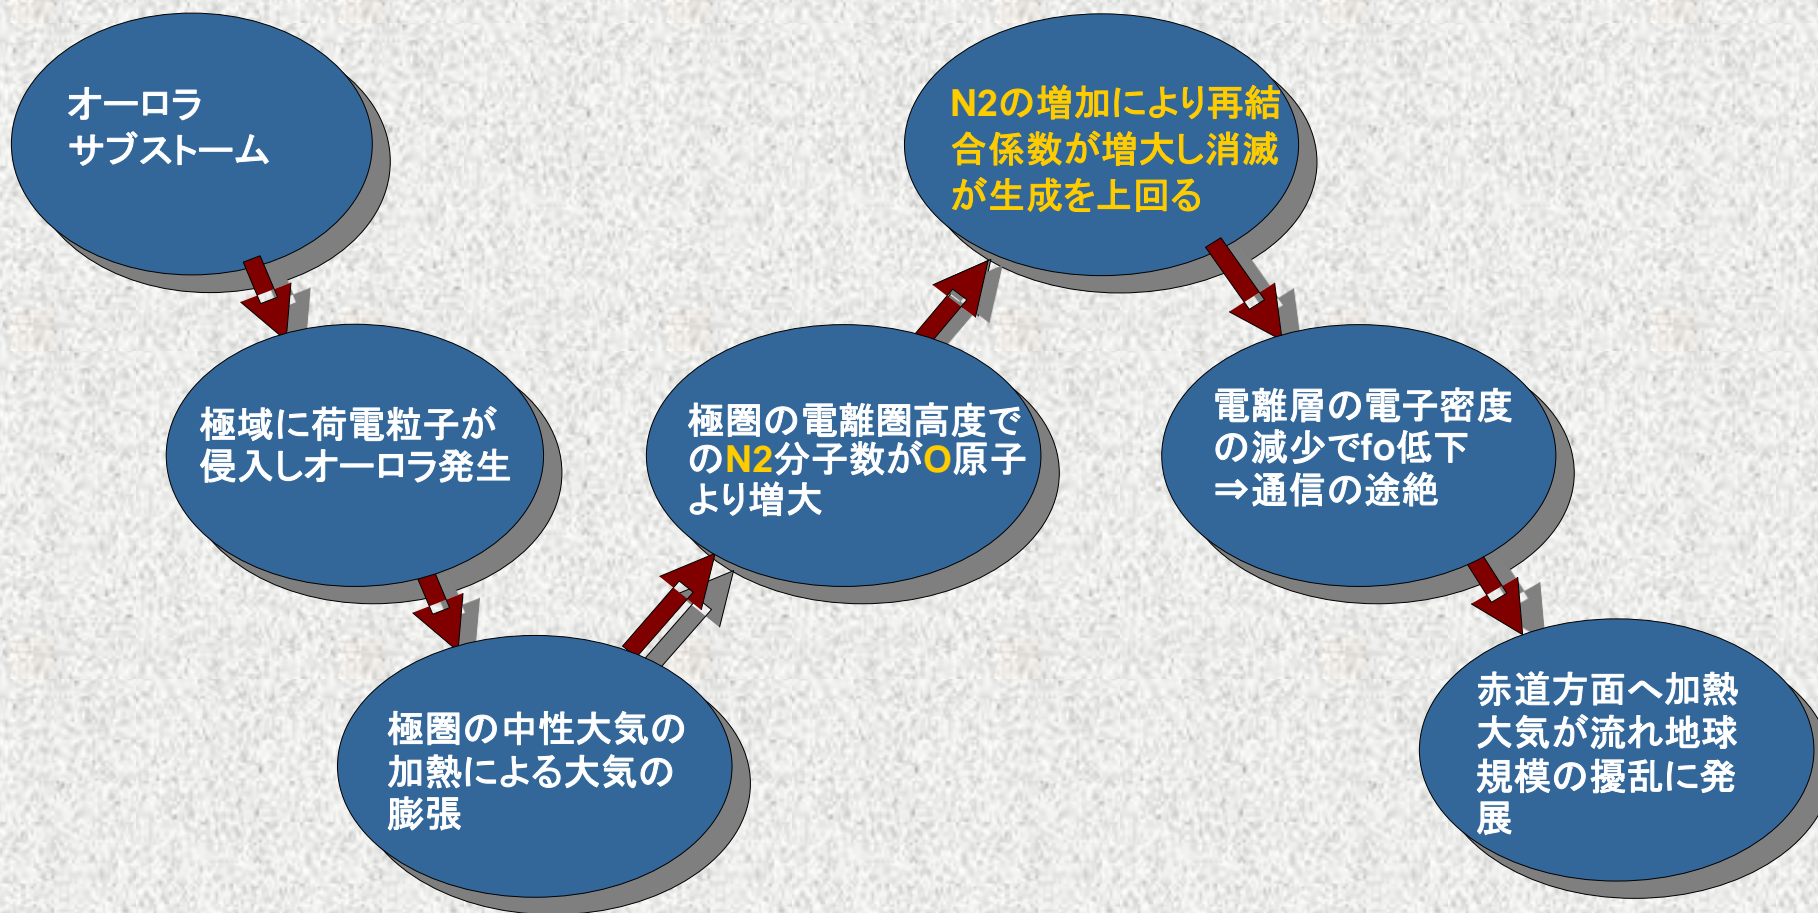 オーロラ
サブストーム
極域に荷電粒子が
侵入しオーロラ発生
極圏の中性大気の
加熱による大気の
膨張
極圏の電離圏高度で
のN2分子数がO原子
より増大
N2の増加により再結
合係数が増大し消滅
が生成を上回る
電離層の電子密度
の減少でfo低下
⇒通信の途絶
赤道方面へ加熱
大気が流れ地球
規模の擾乱に発
展